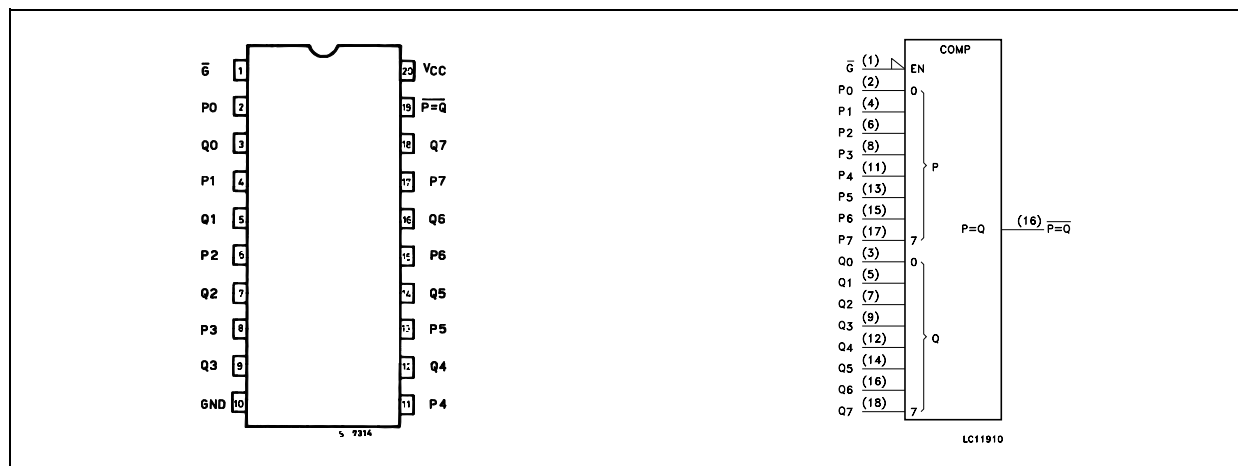 G̅ 1 20 VCC
P0 2 19 P̅=̅Q̅
Q0 3 18 Q7
P1 4 17 P7
Q1 5 16 Q6
P2 6 15 P6
Q2 7 14 Q5
P3 8 13 P5
Q3 9 12 Q4
GND 10 11 P4
S 7314
COMP
G̅ (1) EN
P0 (2) 0
P1 (4)
P2 (6)
P3 (8)
P4 (11) P
P5 (13)
P6 (15)
P7 (17) 7
P=Q (16) P̅=̅Q̅
Q0 (3) 0
Q1 (5)
Q2 (7)
Q3 (9)
Q4 (12) Q
Q5 (14)
Q6 (16)
Q7 (18) 7
LC11910